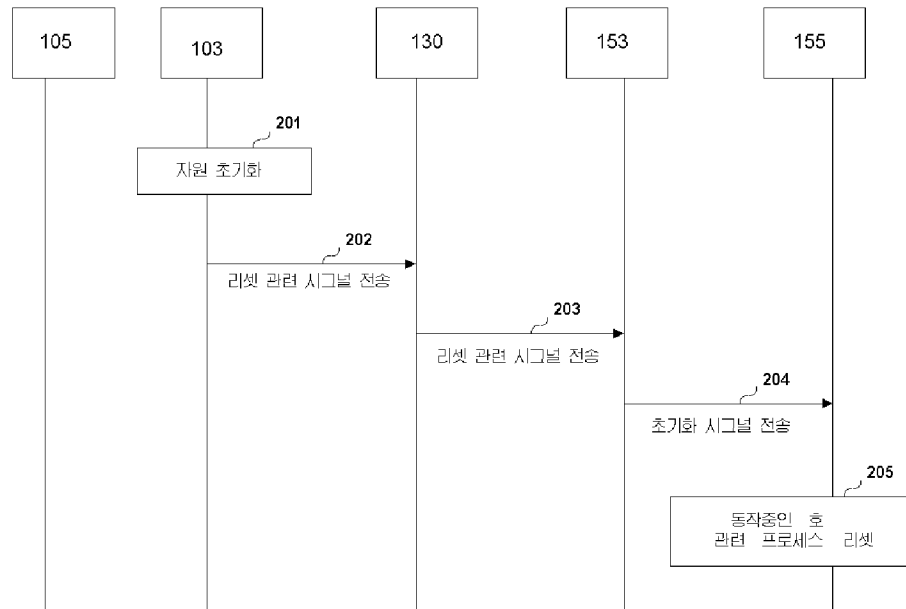 105
103
130
153
155
201
자원 초기화
202
리셋 관련 시그널 전송
203
리셋 관련 시그널 전송
204
초기화 시그널 전송
205
동작중인 호
관련 프로세스 리셋